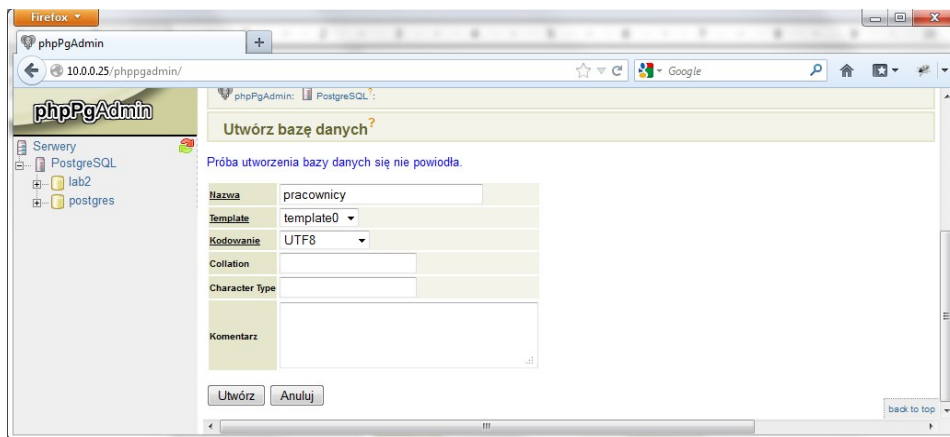 Firefox
phpPgAdmin
+
10.0.0.25/phppgadmin/
Google
phpPgAdmin
Serwery
PostgreSQL
lab2
postgres
phpPgAdmin: PostgreSQL?:
Utwórz bazę danych?
Próba utworzenia bazy danych się nie powiodła.
Nazwa pracownicy
Template template0
Kodowanie UTF8
Collation
Character Type
Komentarz
Utwórz Anuluj
back to top